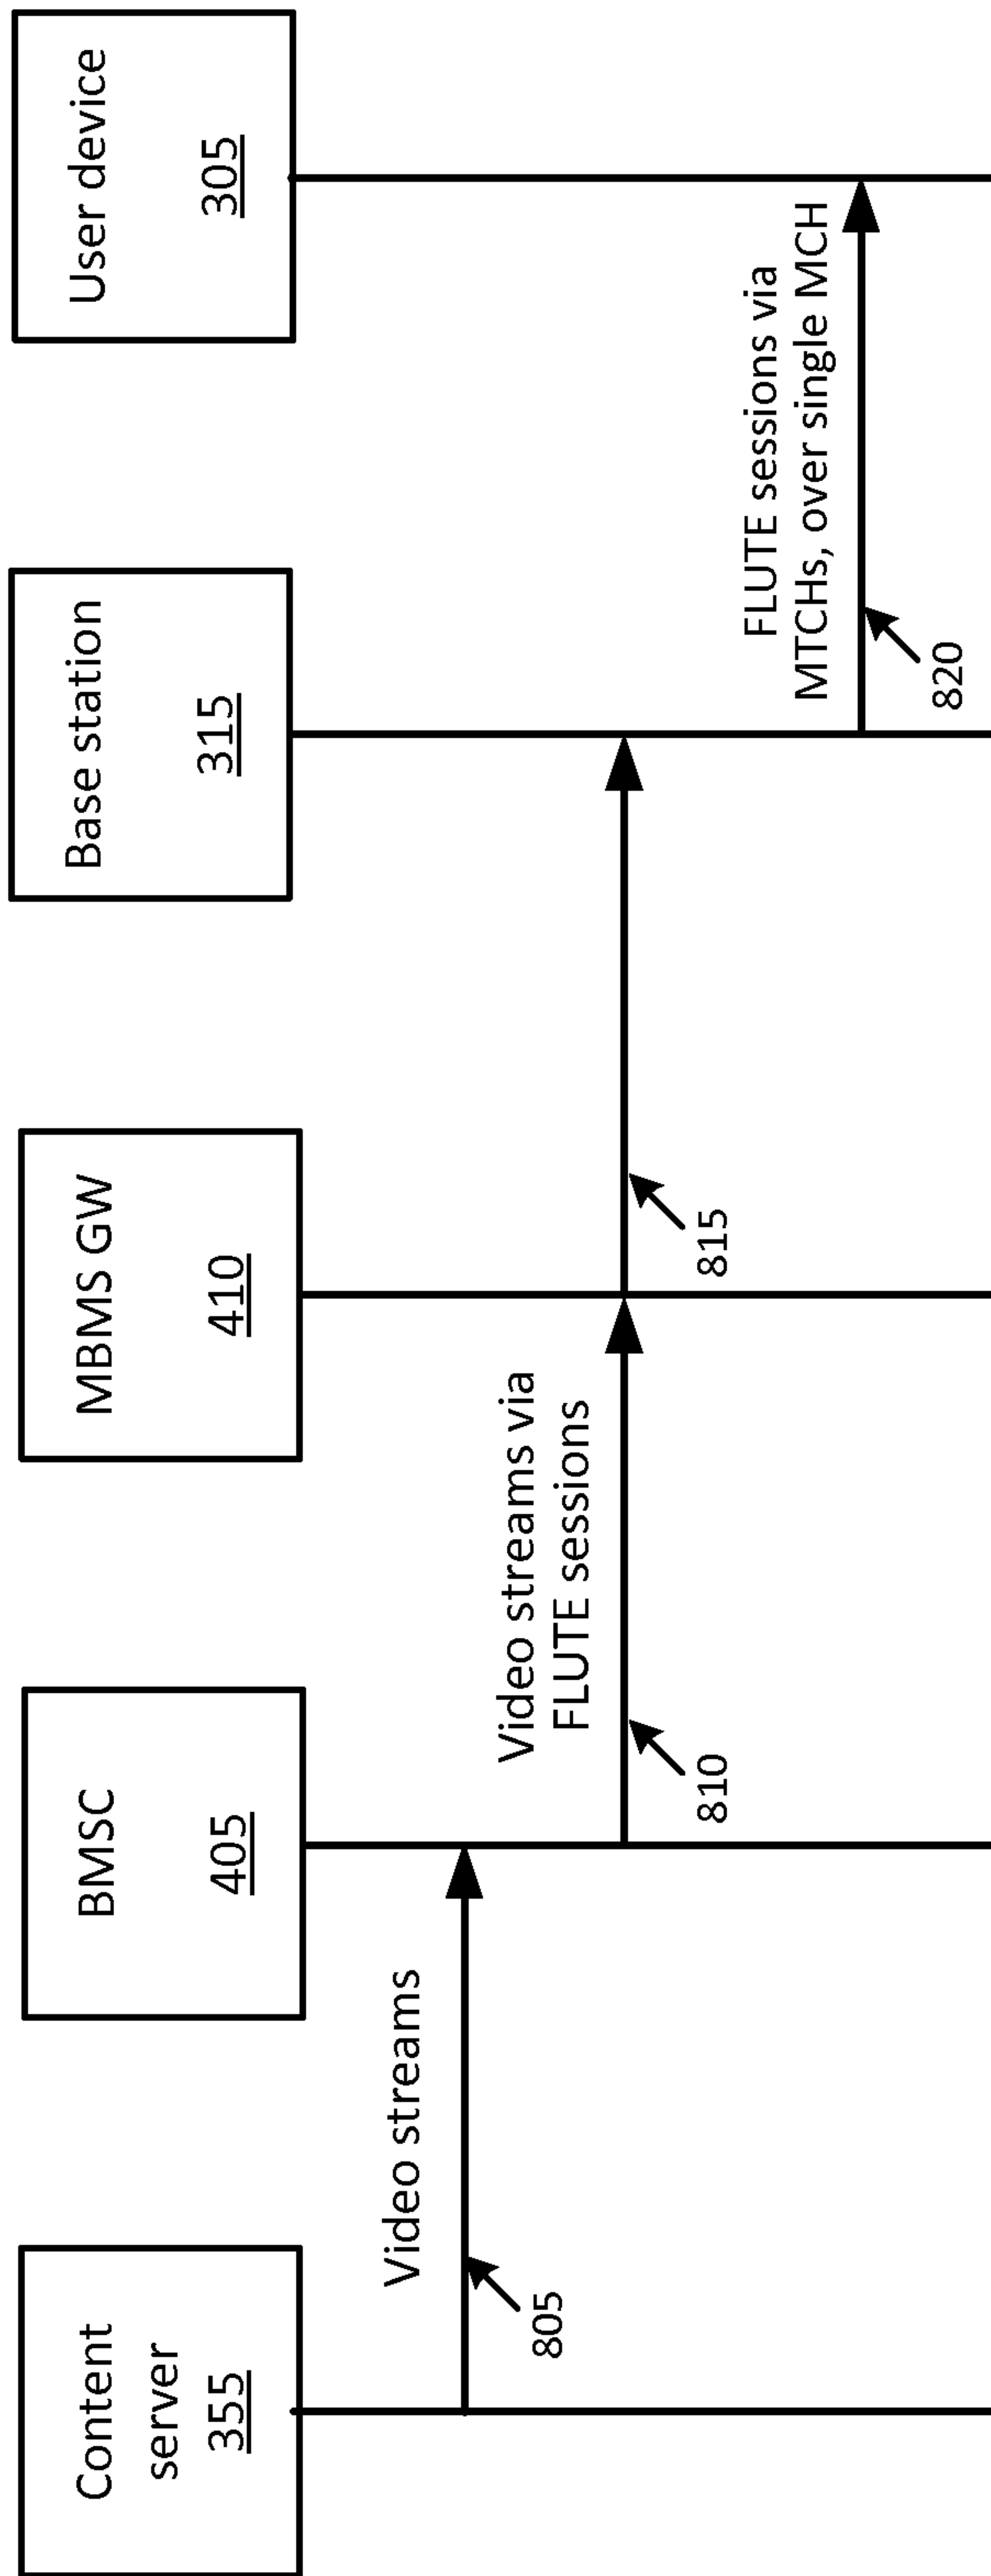 Content
server
355
BMSC
405
MBMS GW
410
Base station
315
User device
305
Video streams
805
Video streams via
FLUTE sessions
810
815
FLUTE sessions via
MTCHs, over single MCH
820